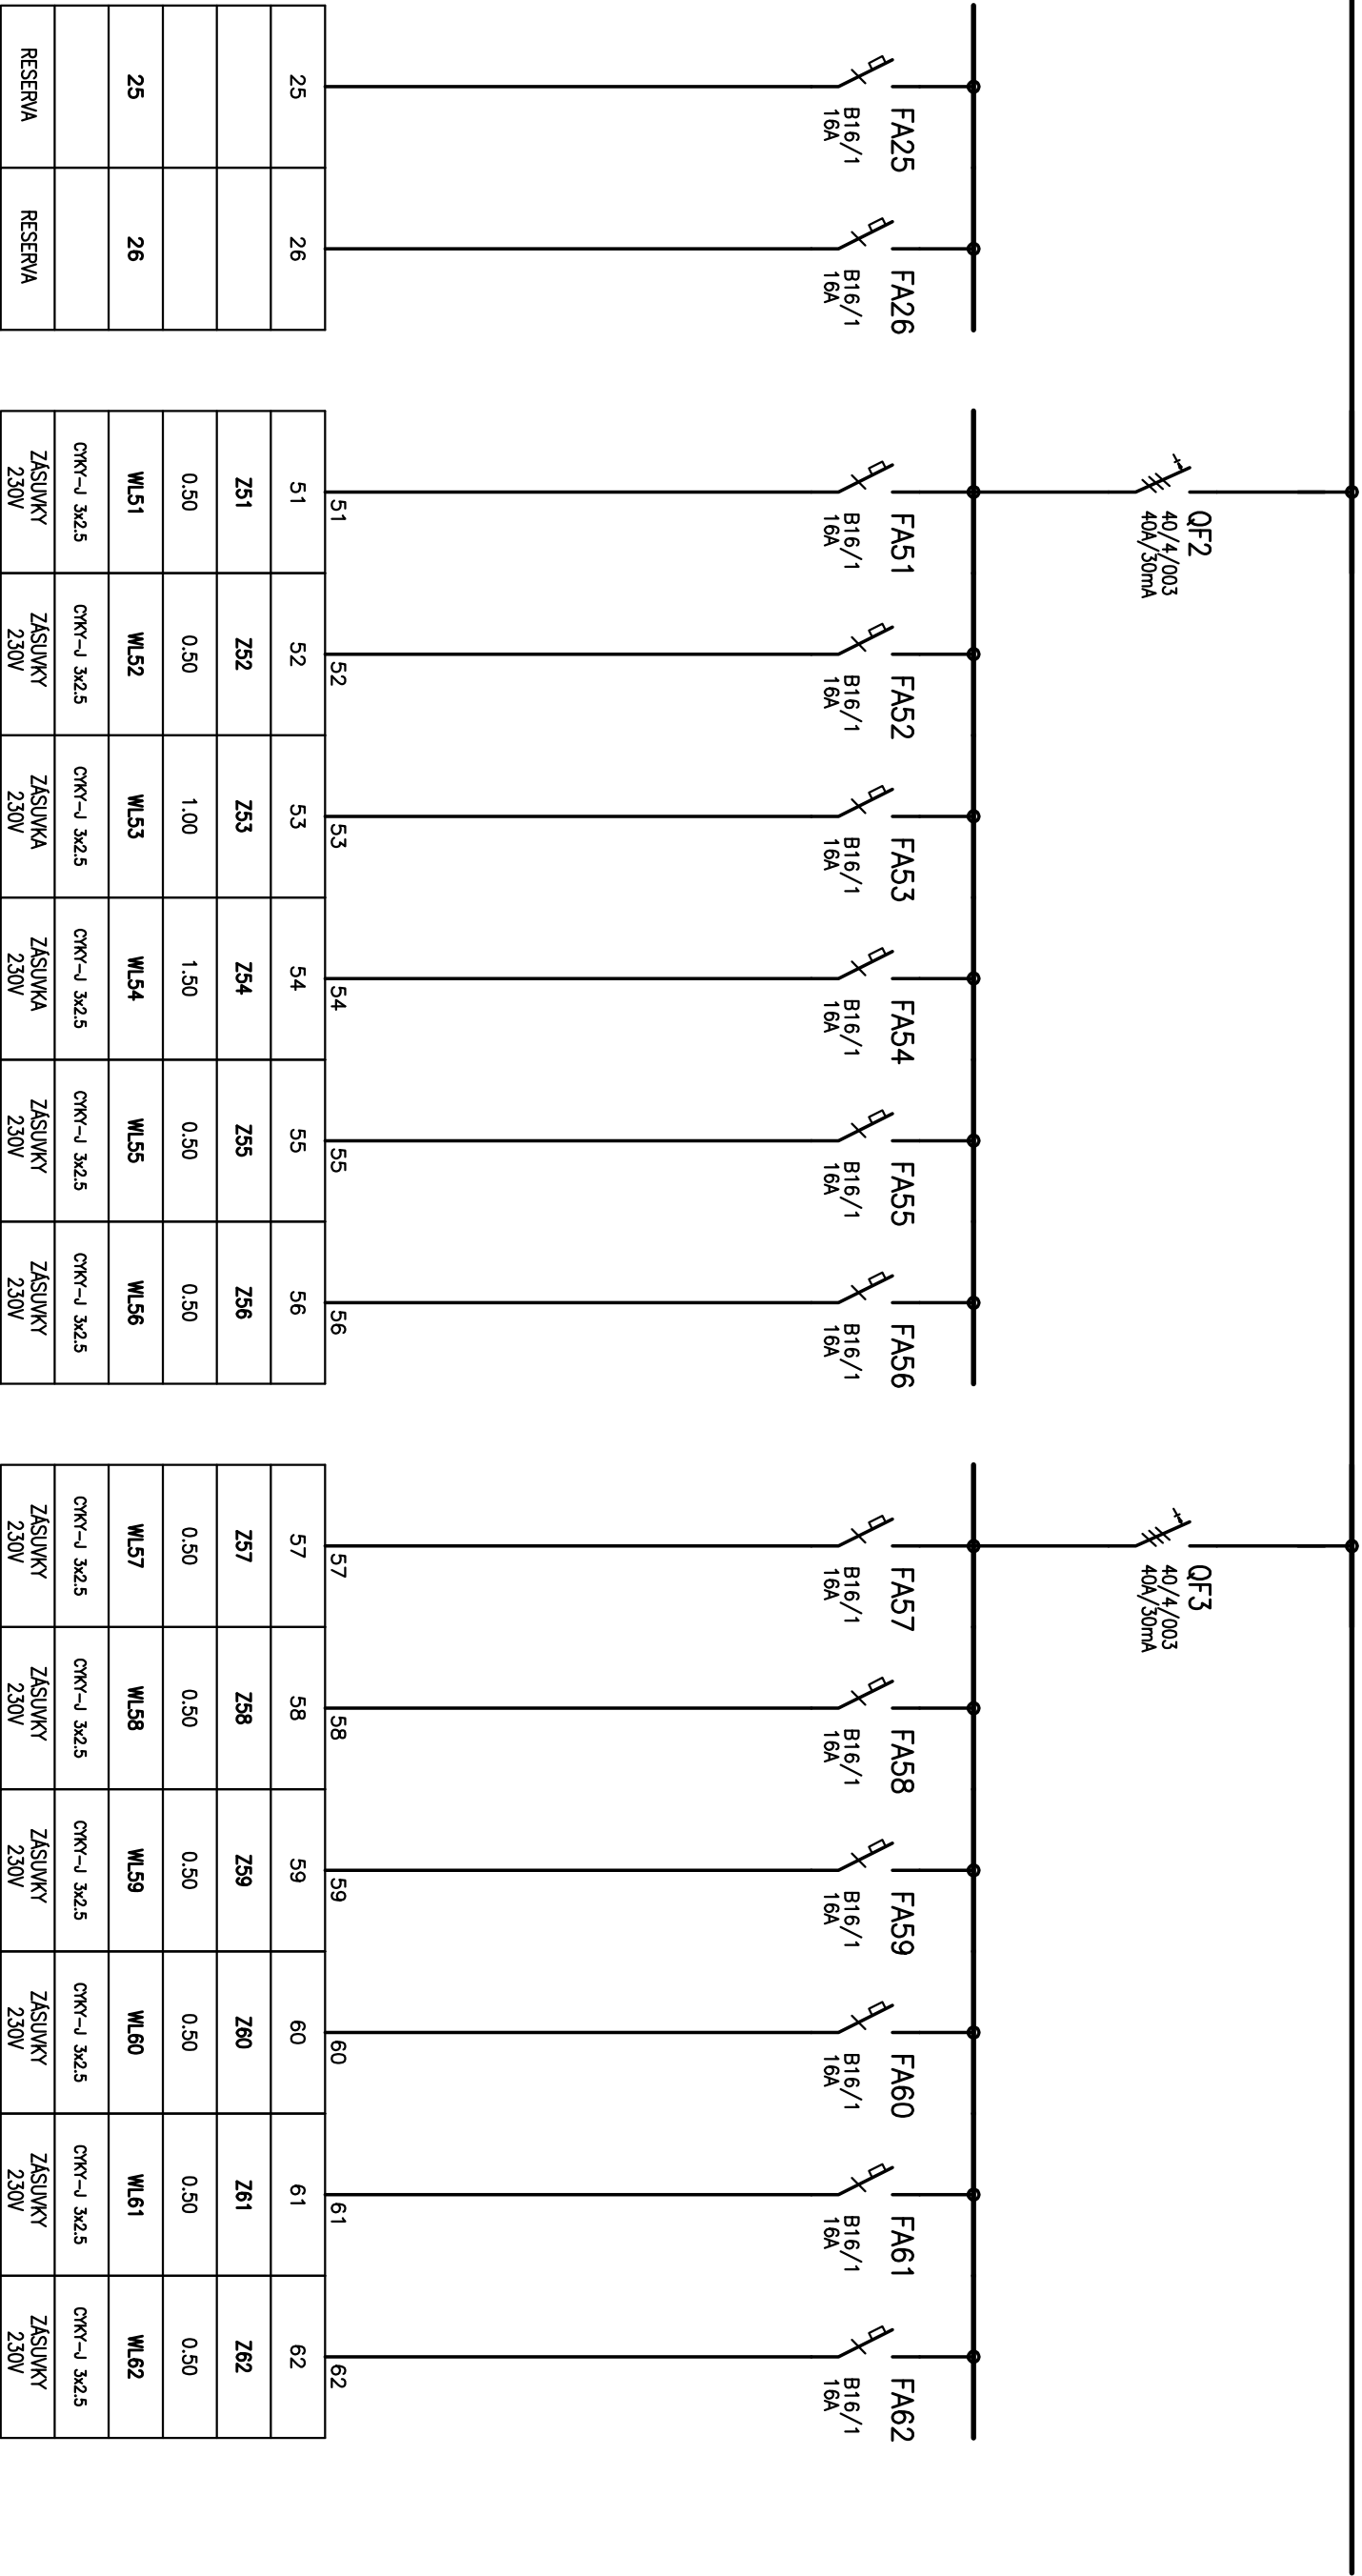 QF2
40/4/003
40A/30mA
QF3
40/4/003
40A/30mA
FA25
B16/1
16A
FA26
B16/1
16A
FA51
B16/1
16A
FA52
B16/1
16A
FA53
B16/1
16A
FA54
B16/1
16A
FA55
B16/1
16A
FA56
B16/1
16A
FA57
B16/1
16A
FA58
B16/1
16A
FA59
B16/1
16A
FA60
B16/1
16A
FA61
B16/1
16A
FA62
B16/1
16A
51 52 53 54 55 56 57 58 59 60 61 62
25 26 51 52 53 54 55 56 57 58 59 60 61 62
Z51 Z52 Z53 Z54 Z55 Z56 Z57 Z58 Z59 Z60 Z61 Z62
0.50 0.50 1.00 1.50 0.50 0.50 0.50 0.50 0.50 0.50 0.50 0.50
25 26 WL51 WL52 WL53 WL54 WL55 WL56 WL57 WL58 WL59 WL60 WL61 WL62
CYKY-J 3x2.5 CYKY-J 3x2.5 CYKY-J 3x2.5 CYKY-J 3x2.5 CYKY-J 3x2.5 CYKY-J 3x2.5 CYKY-J 3x2.5 CYKY-J 3x2.5 CYKY-J 3x2.5 CYKY-J 3x2.5 CYKY-J 3x2.5 CYKY-J 3x2.5
RESERVA RESERVA ZÁSUVKY ZÁSUVKY ZÁSUVKA ZÁSUVKA ZÁSUVKY ZÁSUVKY ZÁSUVKY ZÁSUVKY ZÁSUVKY ZÁSUVKY ZÁSUVKY ZÁSUVKY
230V 230V 230V 230V 230V 230V 230V 230V 230V 230V 230V 230V